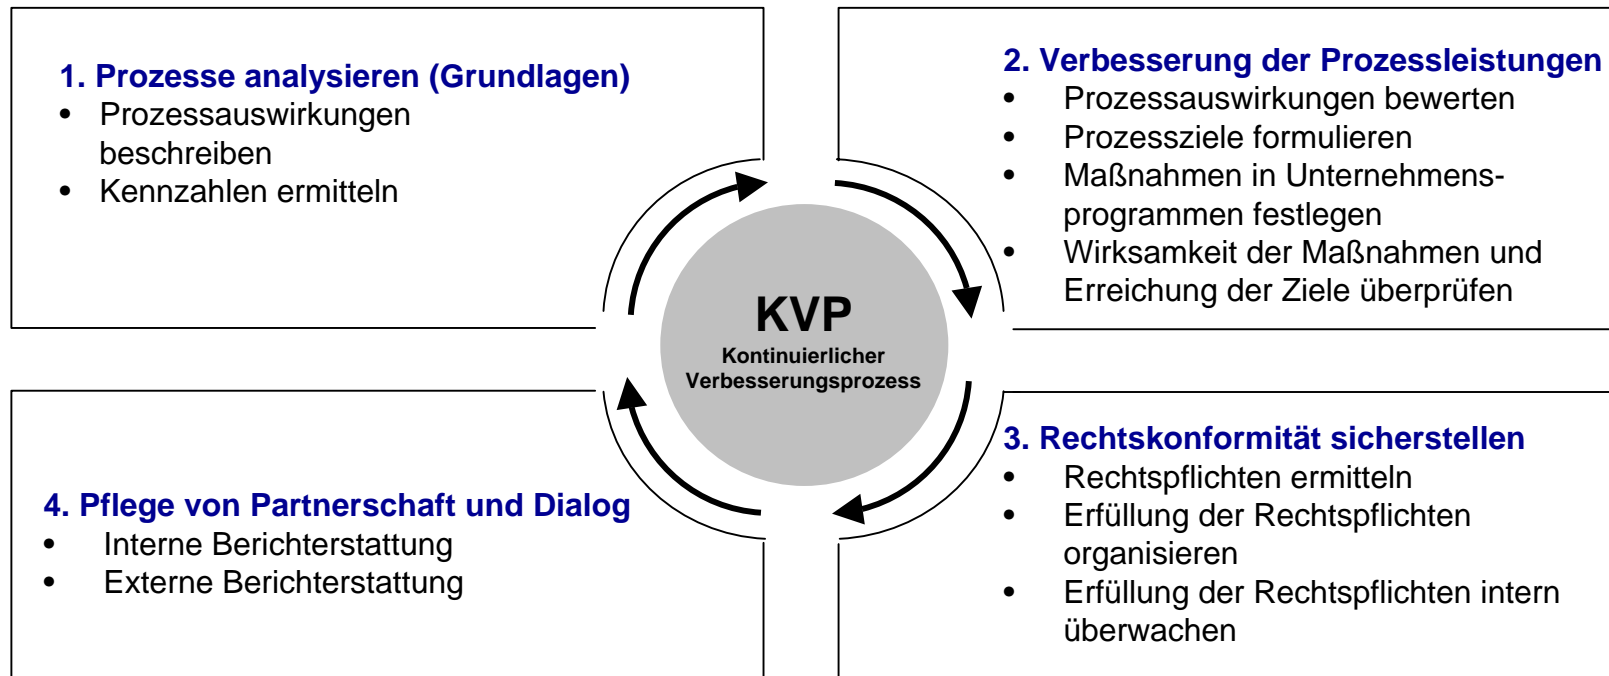 1. Prozesse analysieren (Grundlagen)
• Prozessauswirkungen
beschreiben
• Kennzahlen ermitteln
2. Verbesserung der Prozessleistungen
• Prozessauswirkungen bewerten
• Prozessziele formulieren
• Maßnahmen in Unternehmens-
programmen festlegen
• Wirksamkeit der Maßnahmen und
Erreichung der Ziele überprüfen
KVP
Kontinuierlicher
Verbesserungsprozess
3. Rechtskonformität sicherstellen
• Rechtspflichten ermitteln
• Erfüllung der Rechtspflichten
organisieren
• Erfüllung der Rechtspflichten intern
überwachen
4. Pflege von Partnerschaft und Dialog
• Interne Berichterstattung
• Externe Berichterstattung